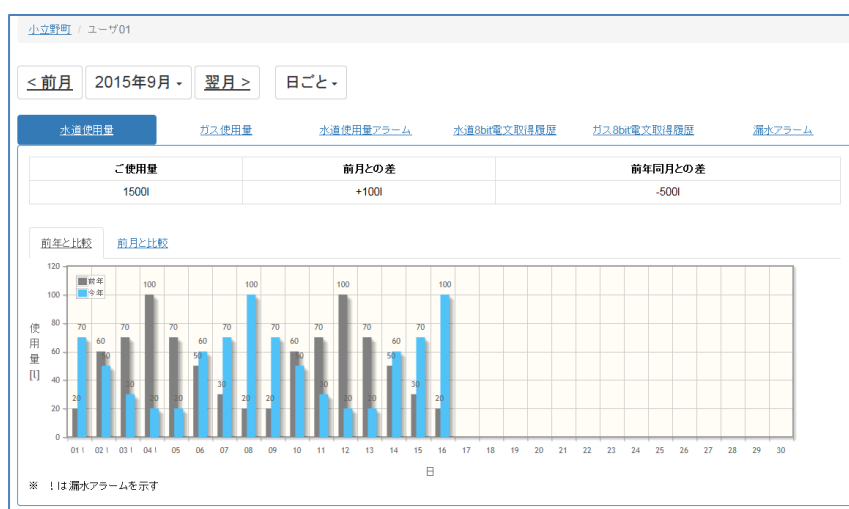 小立野町 / ユーザ01
< 前月 2015年9月 翌月 > 日ごと
水道使用量 ガス使用量 水道使用量アラーム 水道8bit電文取得履歴 ガス8bit電文取得履歴 漏水アラーム
ご使用量 前月との差 前年同月との差
1500l +100l -500l
前年と比較 前月と比較
使用量[l]
120
100
80
60
40
20
0
前年
今年
20 70 60 50 70 30 100 20 70 20 50 60 30 70 20 100 20 70 60 50 70 30 100 20 70 20 50 60 30 70 20 100
01 ! 02 ! 03 ! 04 ! 05 06 07 08 09 10 11 12 13 14 15 16 17 18 19 20 21 22 23 24 25 26 27 28 29 30
日
※ !は漏水アラームを示す